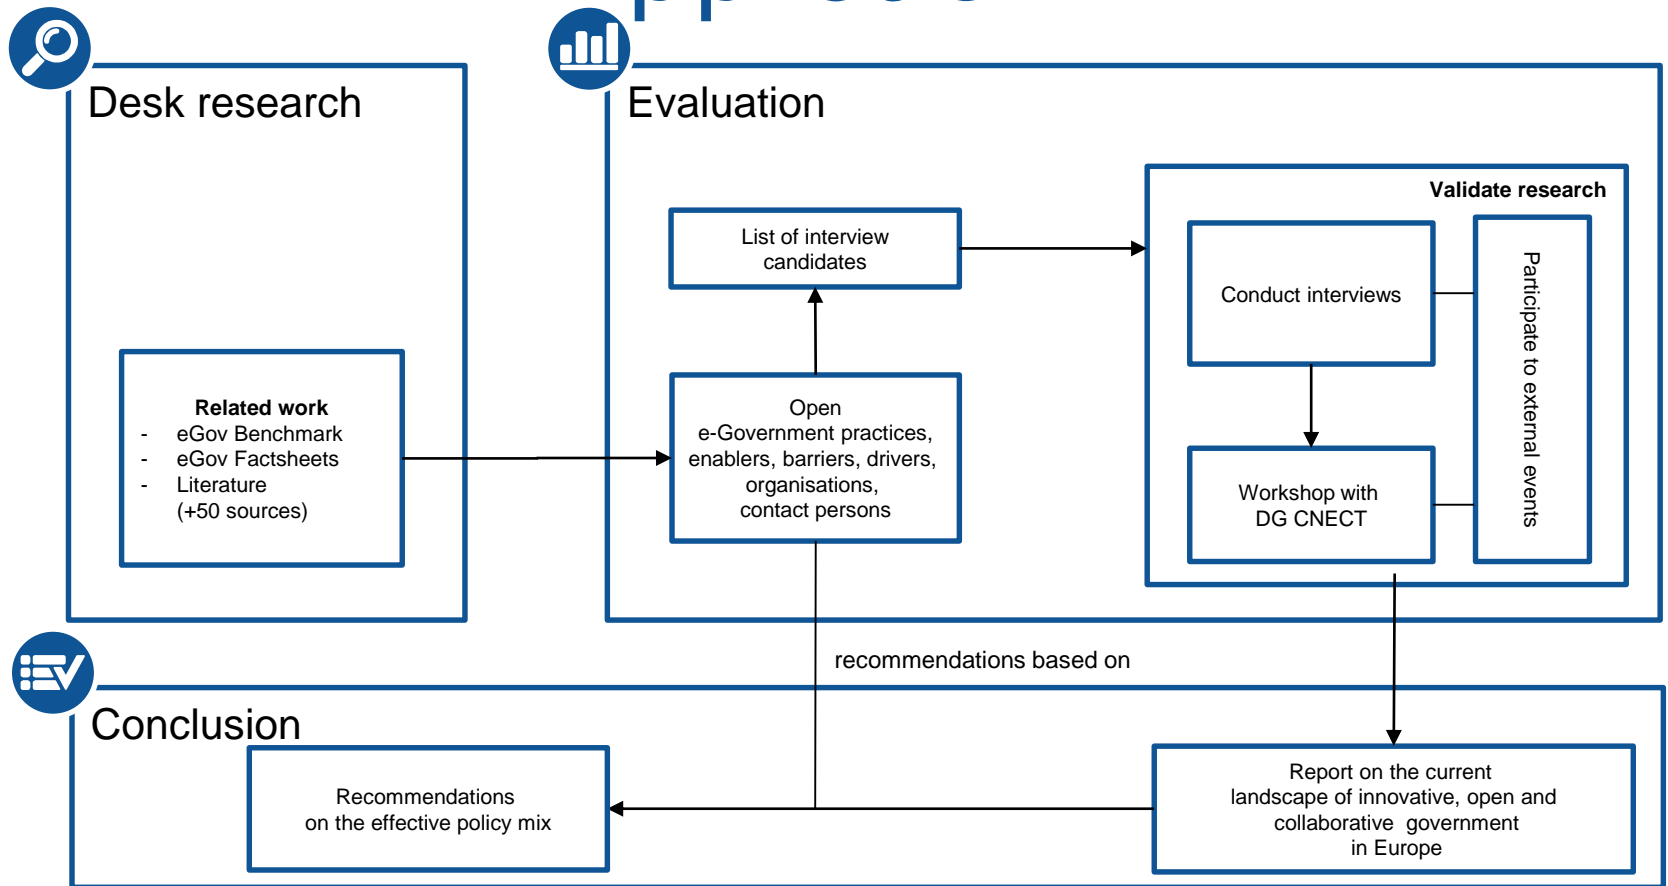 Desk research
Evaluation
Validate research
List of interview
candidates
Conduct interviews
Participate to external events
Related work
- eGov Benchmark
- eGov Factsheets
- Literature
(+50 sources)
Open
e-Government practices,
enablers, barriers, drivers,
organisations,
contact persons
Workshop with
DG CNECT
recommendations based on
Conclusion
Recommendations
on the effective policy mix
Report on the current
landscape of innovative, open and
collaborative government
in Europe